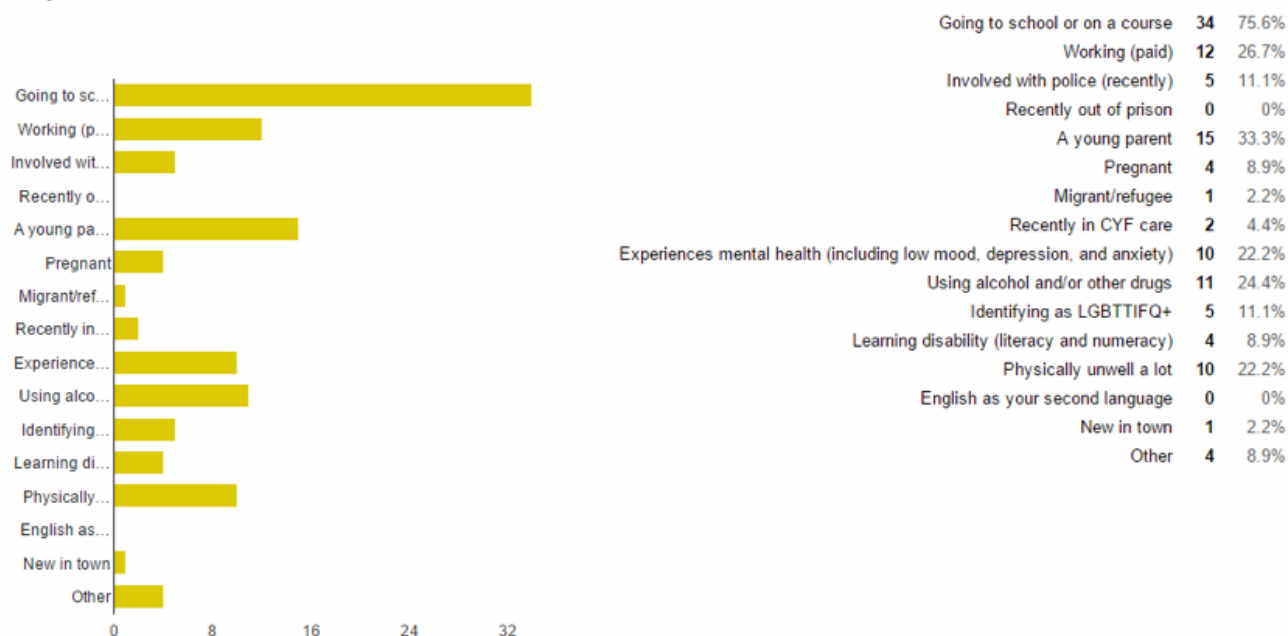 Going to sc...
Working (p...
Involved wit...
Recently o...
A young pa...
Pregnant
Migrant/ref...
Recently in...
Experience...
Using alco...
Identifying...
Learning di...
Physically...
English as...
New in town
Other
0 8 16 24 32
Going to school or on a course 34 75.6%
Working (paid) 12 26.7%
Involved with police (recently) 5 11.1%
Recently out of prison 0 0%
A young parent 15 33.3%
Pregnant 4 8.9%
Migrant/refugee 1 2.2%
Recently in CYF care 2 4.4%
Experiences mental health (including low mood, depression, and anxiety) 10 22.2%
Using alcohol and/or other drugs 11 24.4%
Identifying as LGBTTIFQ+ 5 11.1%
Learning disability (literacy and numeracy) 4 8.9%
Physically unwell a lot 10 22.2%
English as your second language 0 0%
New in town 1 2.2%
Other 4 8.9%